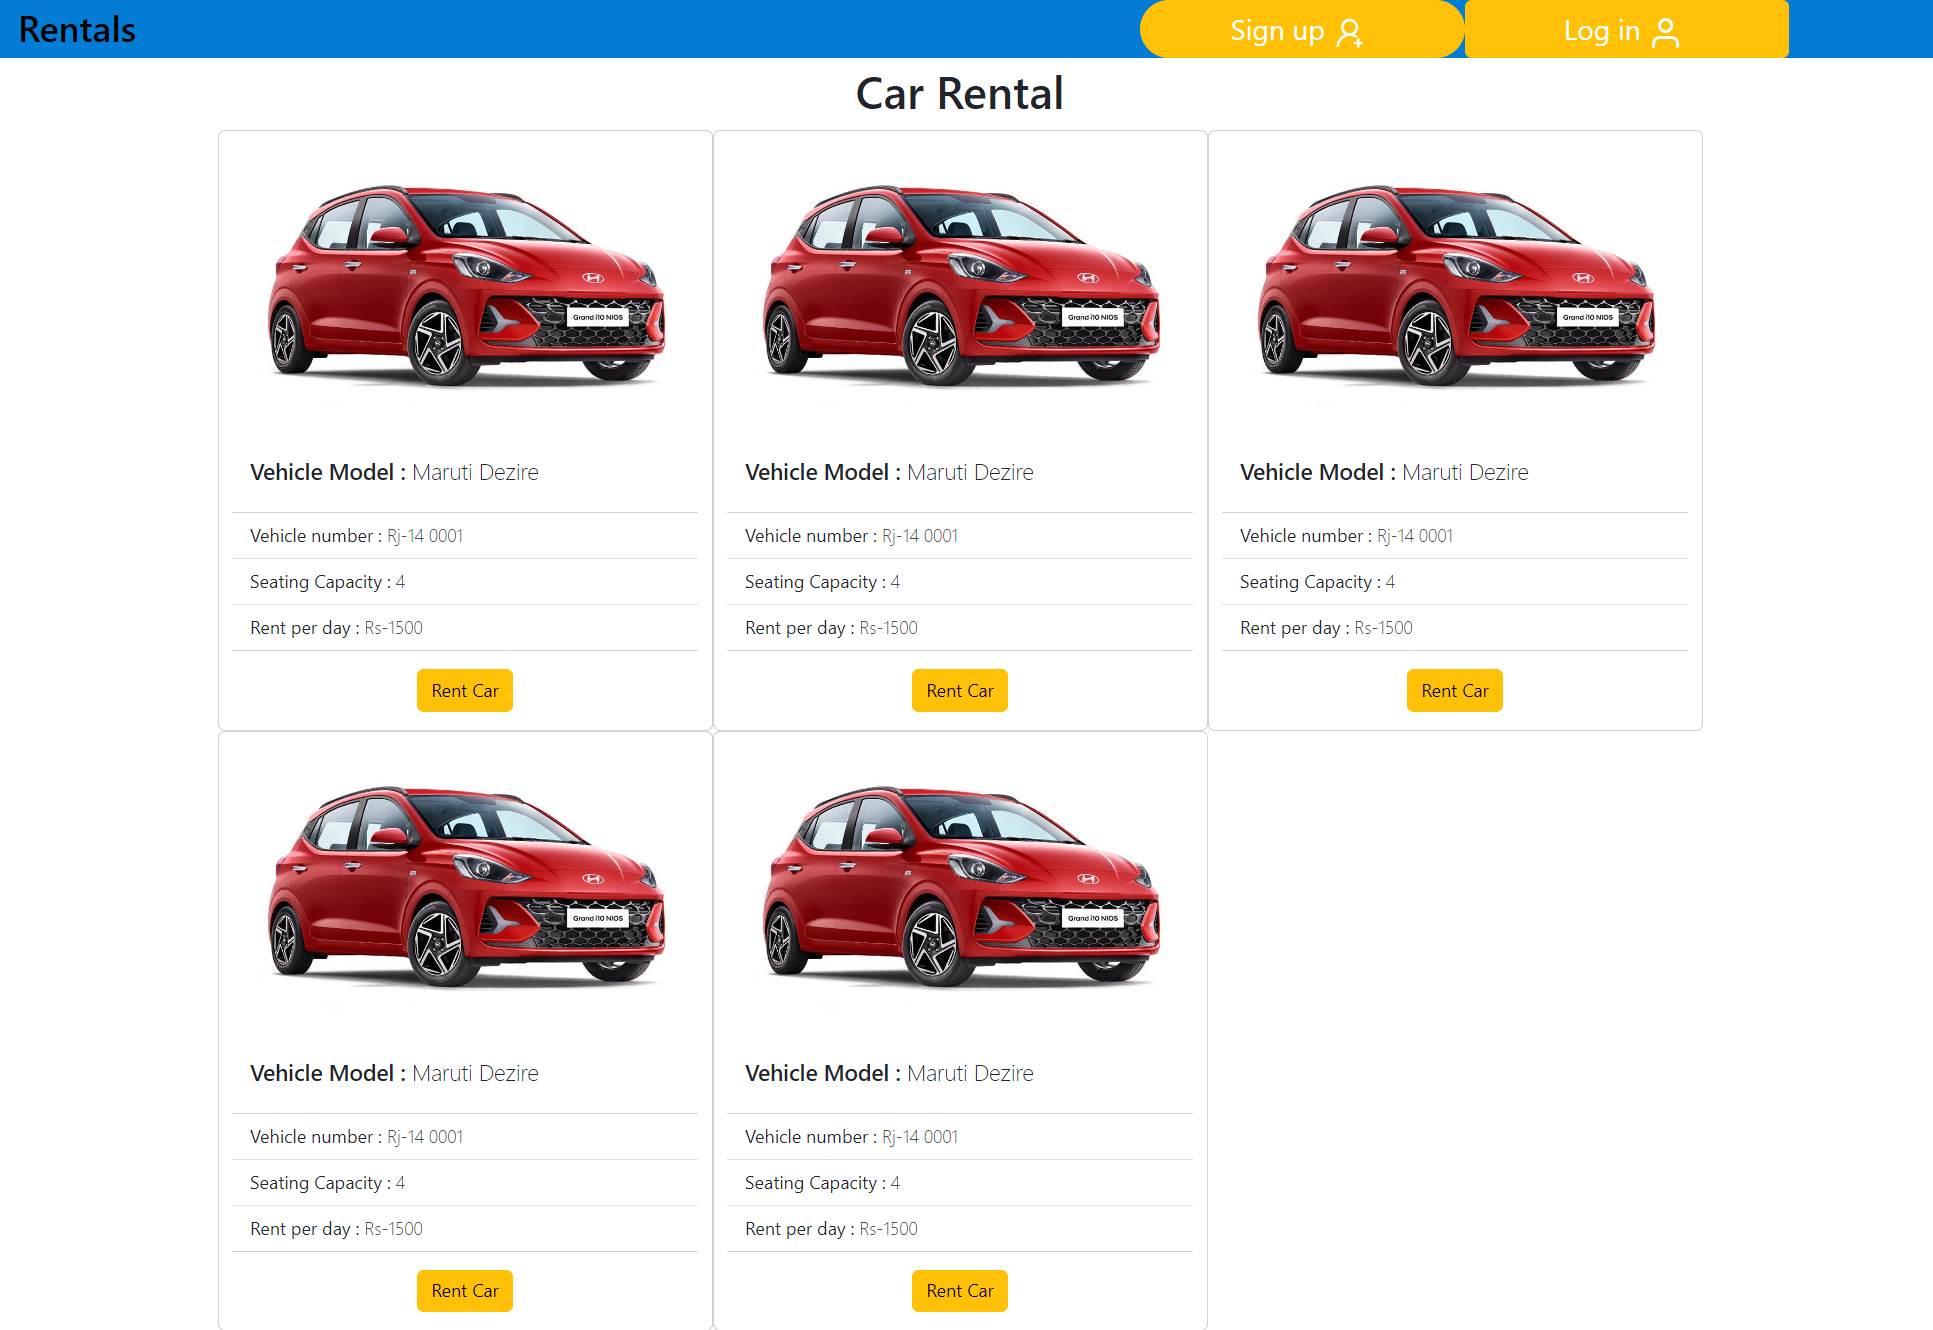 Rentals
Sign up
Log in
Car Rental
Grand i10 NIOS
Grand i10 NIOS
Grand i10 NIOS
Vehicle Model : Maruti Dezire
Vehicle Model : Maruti Dezire
Vehicle Model : Maruti Dezire
Vehicle number : Rj-14 0001
Vehicle number : Rj-14 0001
Vehicle number : Rj-14 0001
Seating Capacity : 4
Seating Capacity : 4
Seating Capacity : 4
Rent per day : Rs-1500
Rent per day : Rs-1500
Rent per day : Rs-1500
Rent Car
Rent Car
Rent Car
Grand i10 NIOS
Grand i10 NIOS
Vehicle Model : Maruti Dezire
Vehicle Model : Maruti Dezire
Vehicle number : Rj-14 0001
Vehicle number : Rj-14 0001
Seating Capacity : 4
Seating Capacity : 4
Rent per day : Rs-1500
Rent per day : Rs-1500
Rent Car
Rent Car